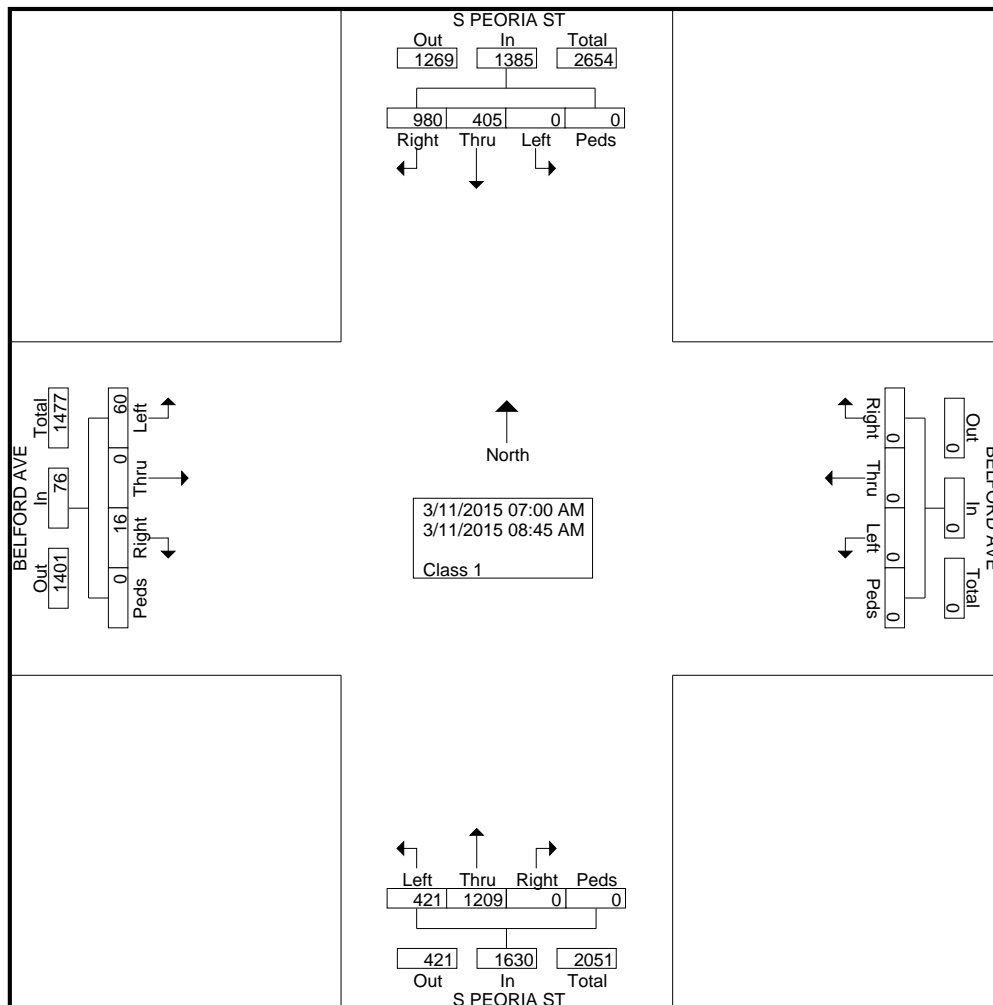 S PEORIA ST
Out In Total
1269 1385 2654
980 405 0 0
Right Thru Left Peds
BELFORD AVE
Total In Out
1477 76 1401
60 0 16 0
Left Thru Right Peds
North
3/11/2015 07:00 AM
3/11/2015 08:45 AM
Class 1
Right Thru Left Peds
0 0 0 0
Out In Total
0 0 0
BELFORD AVE
Left Thru Right Peds
421 1209 0 0
421 1630 2051
Out In Total
S PEORIA ST